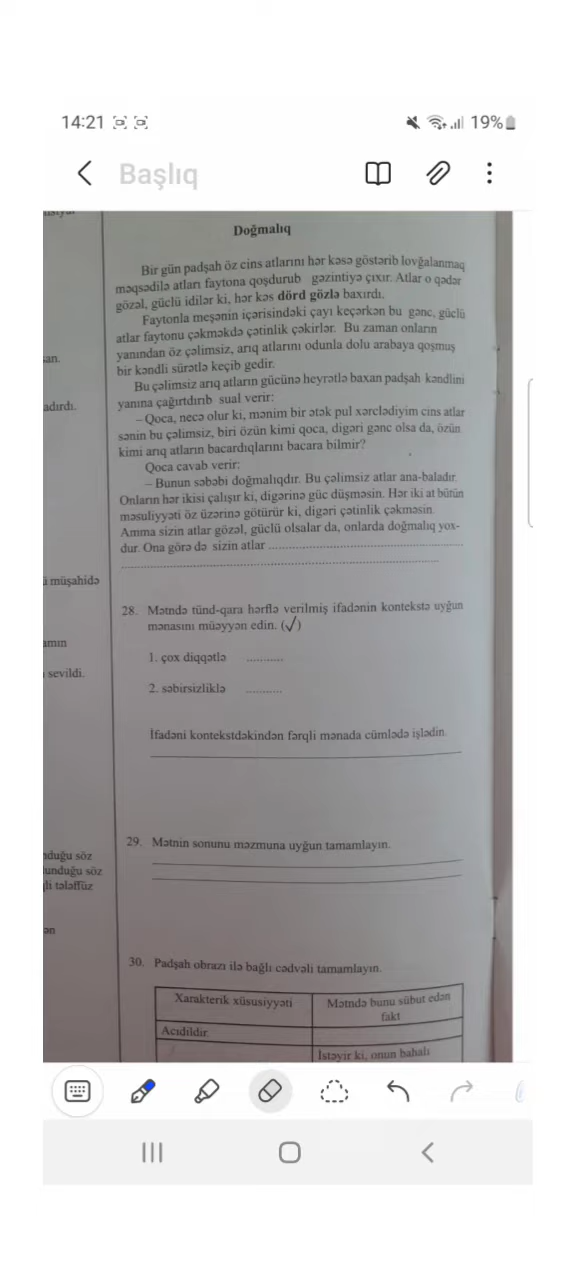 14:21
19%
Başlıq
Doğmalıq
Bir gün padşah öz cins atlarını hər kəsə göstərib lovğalanmaq
məqsədilə atları faytona qoşdurub gəzintiyə çıxır. Atlar o qədər
gözəl, güclü idilər ki, hər kəs dörd gözlə baxırdı.
Faytonla meşənin içərisindəki çayı keçərkən bu gənc, güclü
atlar faytonu çəkməkdə çətinlik çəkirlər. Bu zaman onların
yanından öz çəlimsiz, arıq atlarını odunla dolu arabaya qoşmuş
bir kəndli sürətlə keçib gedir.
Bu çəlimsiz arıq atların gücünə heyrətlə baxan padşah kəndlini
yanına çağırtdırıb sual verir:
– Qoca, necə olur ki, mənim bir ətək pul xərclədiyim cins atlar
sənin bu çəlimsiz, biri özün kimi qoca, digəri gənc olsa da, özün
kimi arıq atların bacardıqlarını bacara bilmir?
Qoca cavab verir:
– Bunun səbəbi doğmalıqdır. Bu çəlimsiz atlar ana-baladır.
Onların hər ikisi çalışır ki, digərinə güc düşməsin. Hər iki at bütün
məsuliyyəti öz üzərinə götürür ki, digəri çətinlik çəkməsin.
Amma sizin atlar gözəl, güclü olsalar da, onlarda doğmalıq yox-
dur. Ona görə də sizin atlar ..........
28. Mətndə tünd-qara hərflə verilmiş ifadənin kontekstə uyğun
mənasını müəyyən edin. (✓)
1. çox diqqətlə ..........
2. səbirsizliklə ..........
İfadəni kontekstdəkindən fərqli mənada cümlədə işlədin.
29. Mətnin sonunu məzmuna uyğun tamamlayın.
30. Padşah obrazı ilə bağlı cədvəli tamamlayın.
Xarakterik xüsusiyyəti
Mətndə bunu sübut edən
fakt
Acıdildir
İstəyir ki, onun bahalı
adırdı.
ü müşahidə
sevildi.
nduğu söz
unduğu söz
li tələffüz